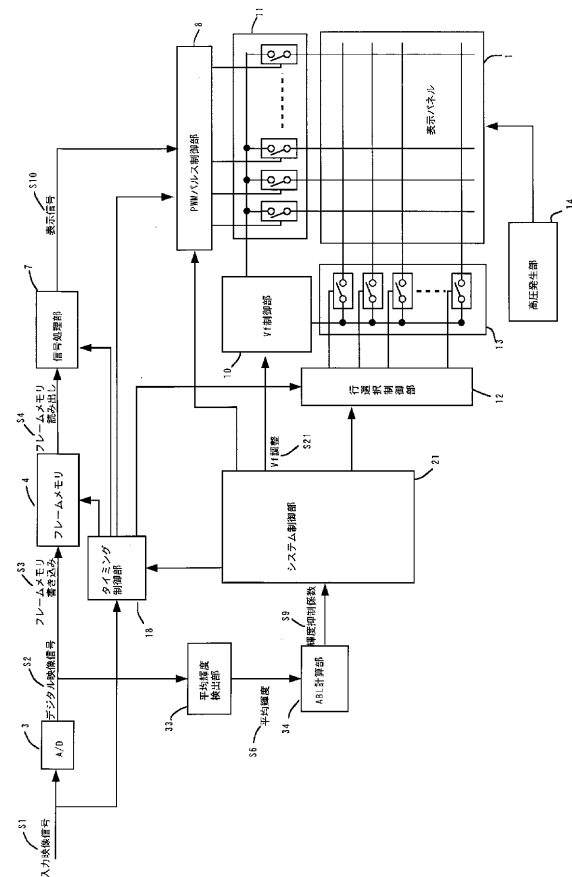 S1
入力映像信号
3
A/D
S2
デジタル映像信号
S3
フレームメモリ
書き込み
4
フレームメモリ
S4
フレームメモリ
読み出し
7
信号処理部
S10
表示信号
8
PWMパルス制御部
11
18
タイミング
制御部
33
平均輝度
検出部
S6
平均輝度
34
ABL計算部
S9
輝度抑制係数
21
システム制御部
S21
Vf調整
10
Vf制御部
12
行選択
制御部
13
1
表示パネル
14
高圧発生部